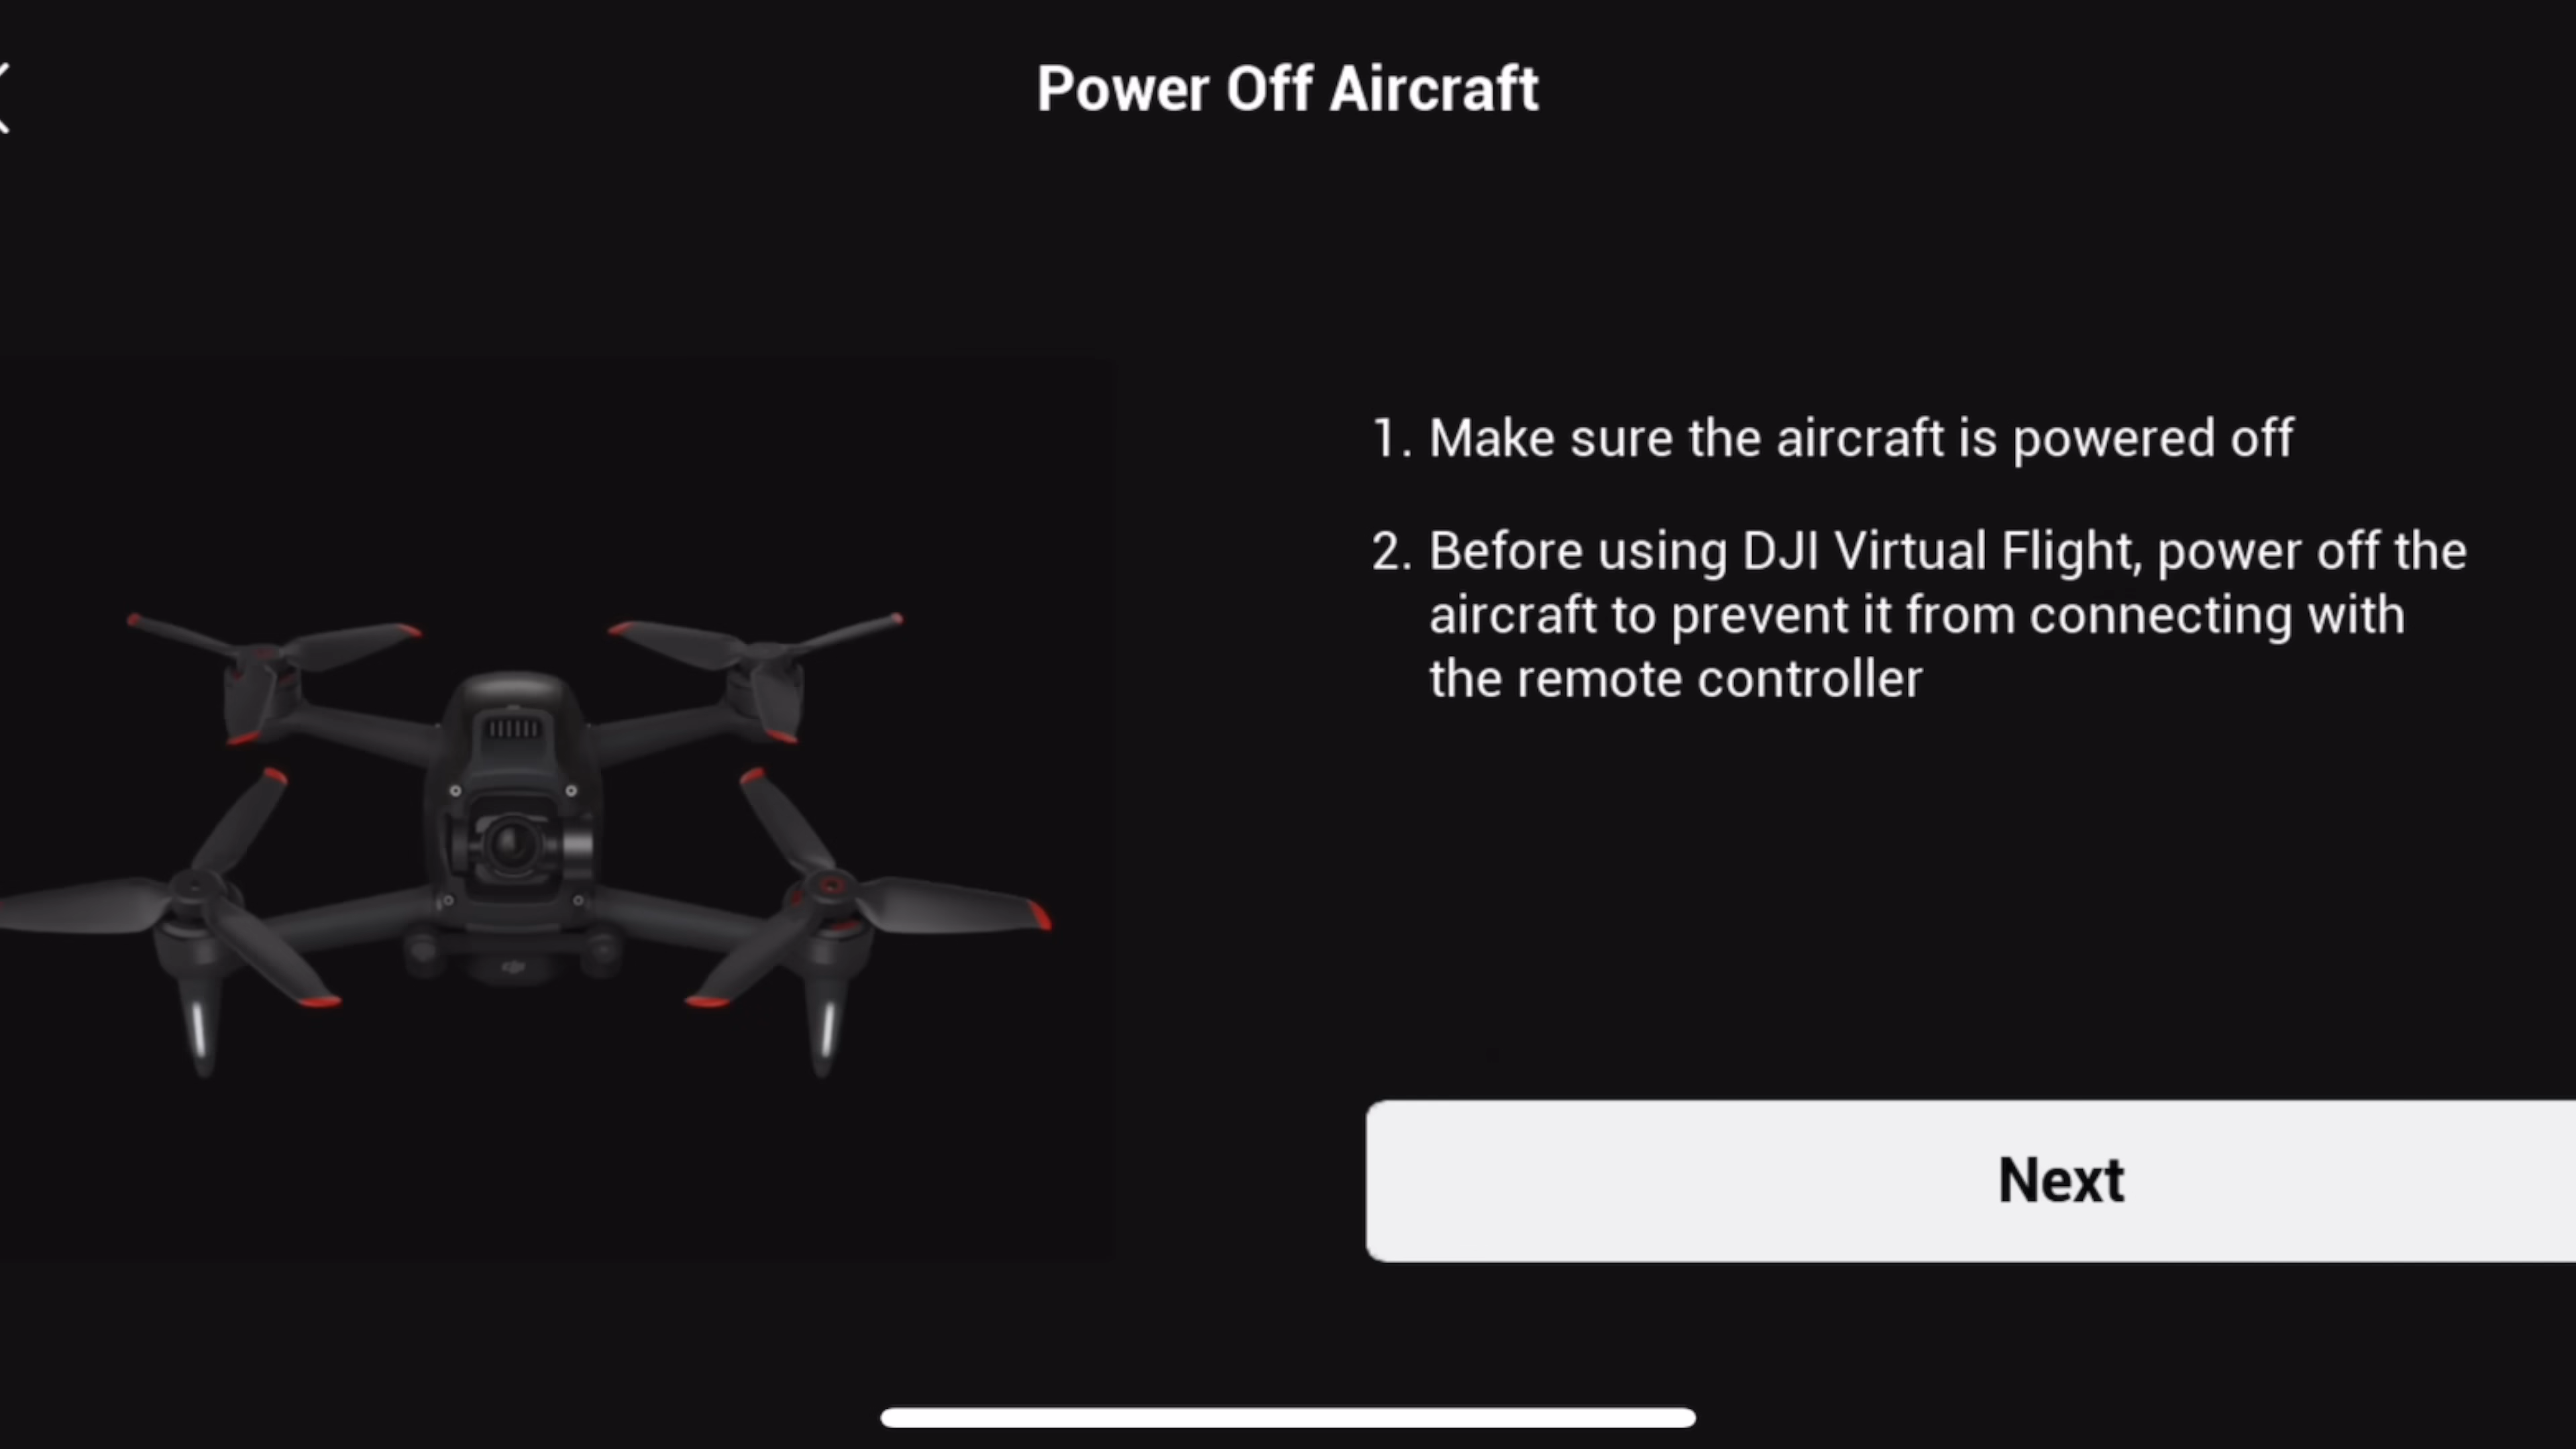 Power Off Aircraft
1. Make sure the aircraft is powered off
2. Before using DJI Virtual Flight, power off the
aircraft to prevent it from connecting with
the remote controller
dji
Next